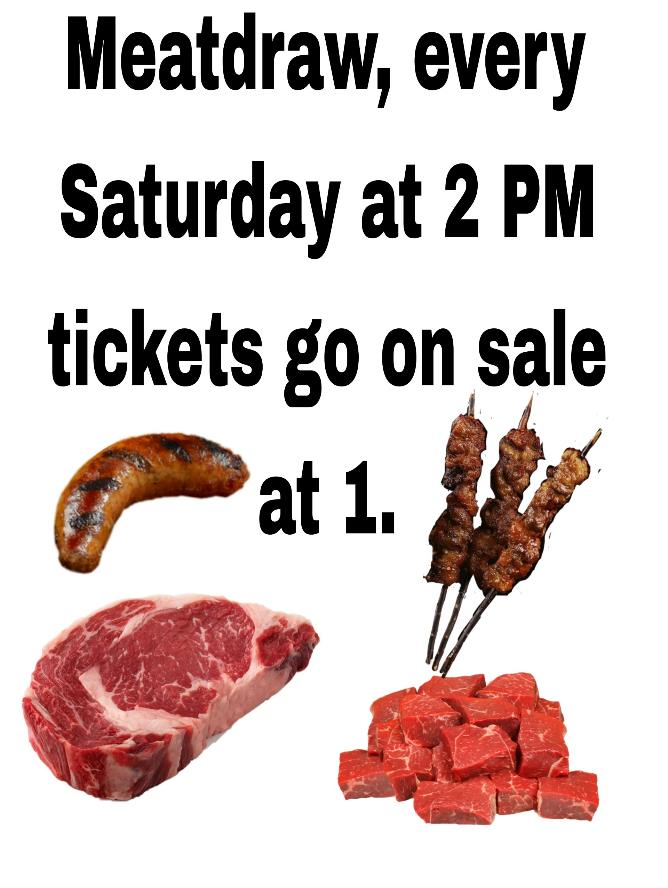 Meatdraw, every
Saturday at 2 PM
tickets go on sale
at 1.